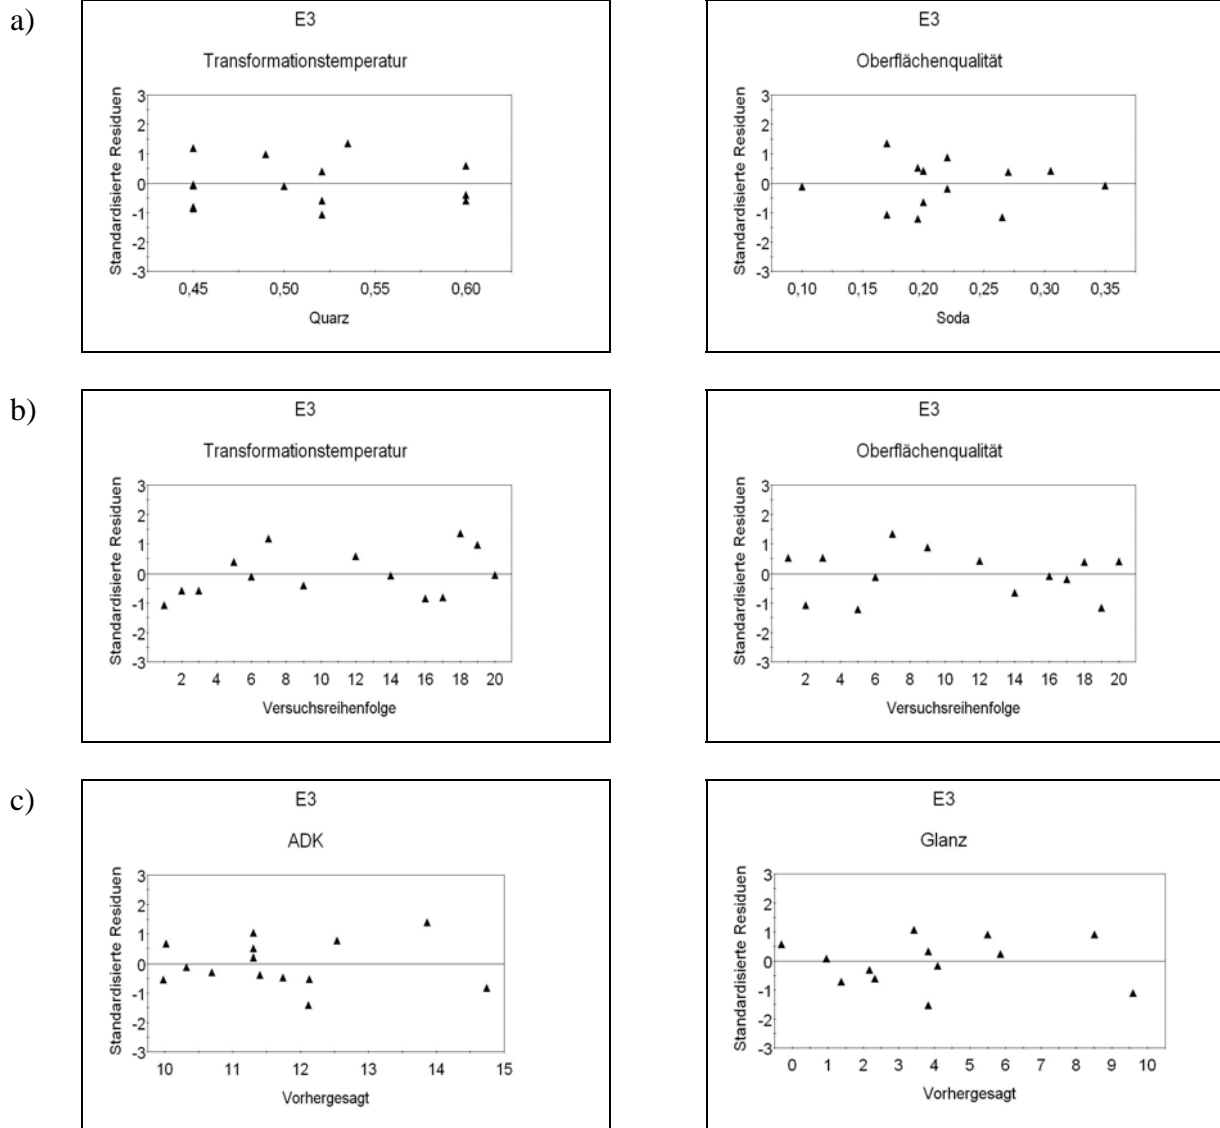 a)
E3
Transformationstemperatur
Standardisierte Residuen
3
2
1
0
-1
-2
-3
0,45 0,50 0,55 0,60
Quarz
E3
Oberflächenqualität
Standardisierte Residuen
3
2
1
0
-1
-2
-3
0,10 0,15 0,20 0,25 0,30 0,35
Soda
b)
E3
Transformationstemperatur
Standardisierte Residuen
3
2
1
0
-1
-2
-3
2 4 6 8 10 12 14 16 18 20
Versuchsreihenfolge
E3
Oberflächenqualität
Standardisierte Residuen
3
2
1
0
-1
-2
-3
2 4 6 8 10 12 14 16 18 20
Versuchsreihenfolge
c)
E3
ADK
Standardisierte Residuen
3
2
1
0
-1
-2
-3
10 11 12 13 14 15
Vorhergesagt
E3
Glanz
Standardisierte Residuen
3
2
1
0
-1
-2
-3
0 1 2 3 4 5 6 7 8 9 10
Vorhergesagt